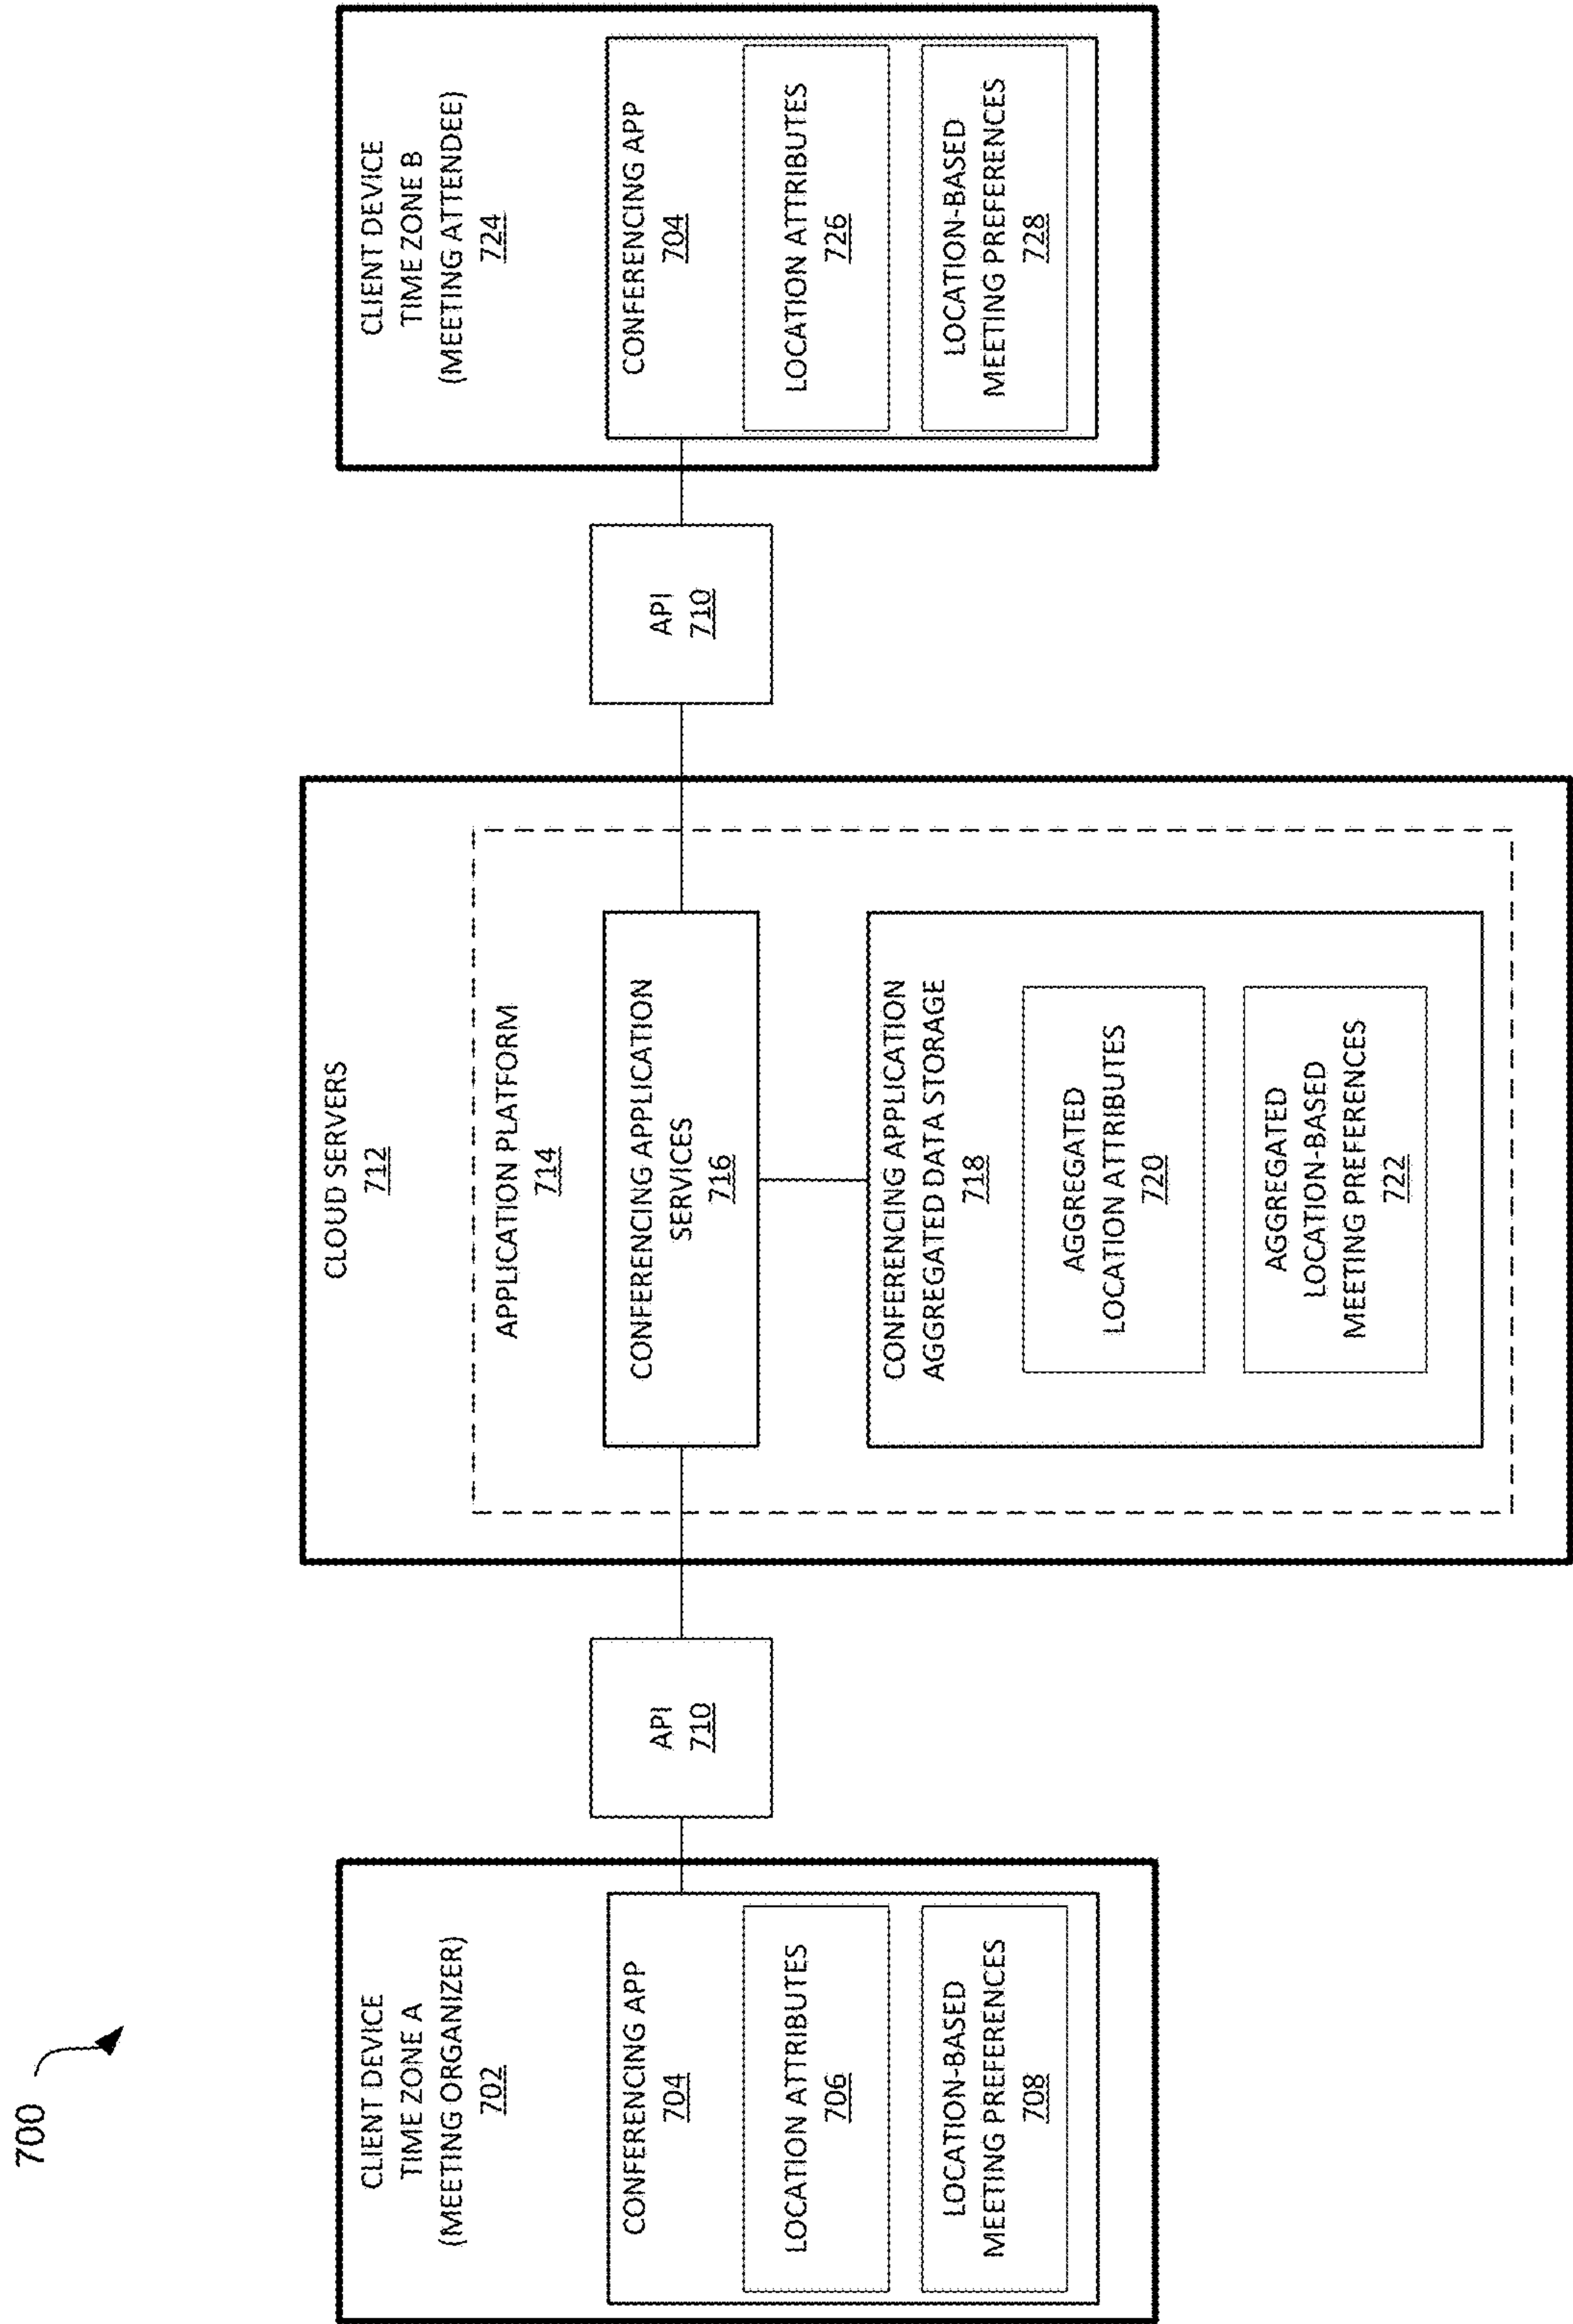 700
CLIENT DEVICE
TIME ZONE A
(MEETING ORGANIZER)
702
CONFERENCING APP
704
LOCATION ATTRIBUTES
706
LOCATION-BASED
MEETING PREFERENCES
708
API
710
CLOUD SERVERS
712
APPLICATION PLATFORM
714
CONFERENCING APPLICATION
SERVICES
716
CONFERENCING APPLICATION
AGGREGATED DATA STORAGE
718
AGGREGATED
LOCATION ATTRIBUTES
720
AGGREGATED
LOCATION-BASED
MEETING PREFERENCES
722
API
710
CLIENT DEVICE
TIME ZONE B
(MEETING ATTENDEE)
724
CONFERENCING APP
704
LOCATION ATTRIBUTES
726
LOCATION-BASED
MEETING PREFERENCES
728